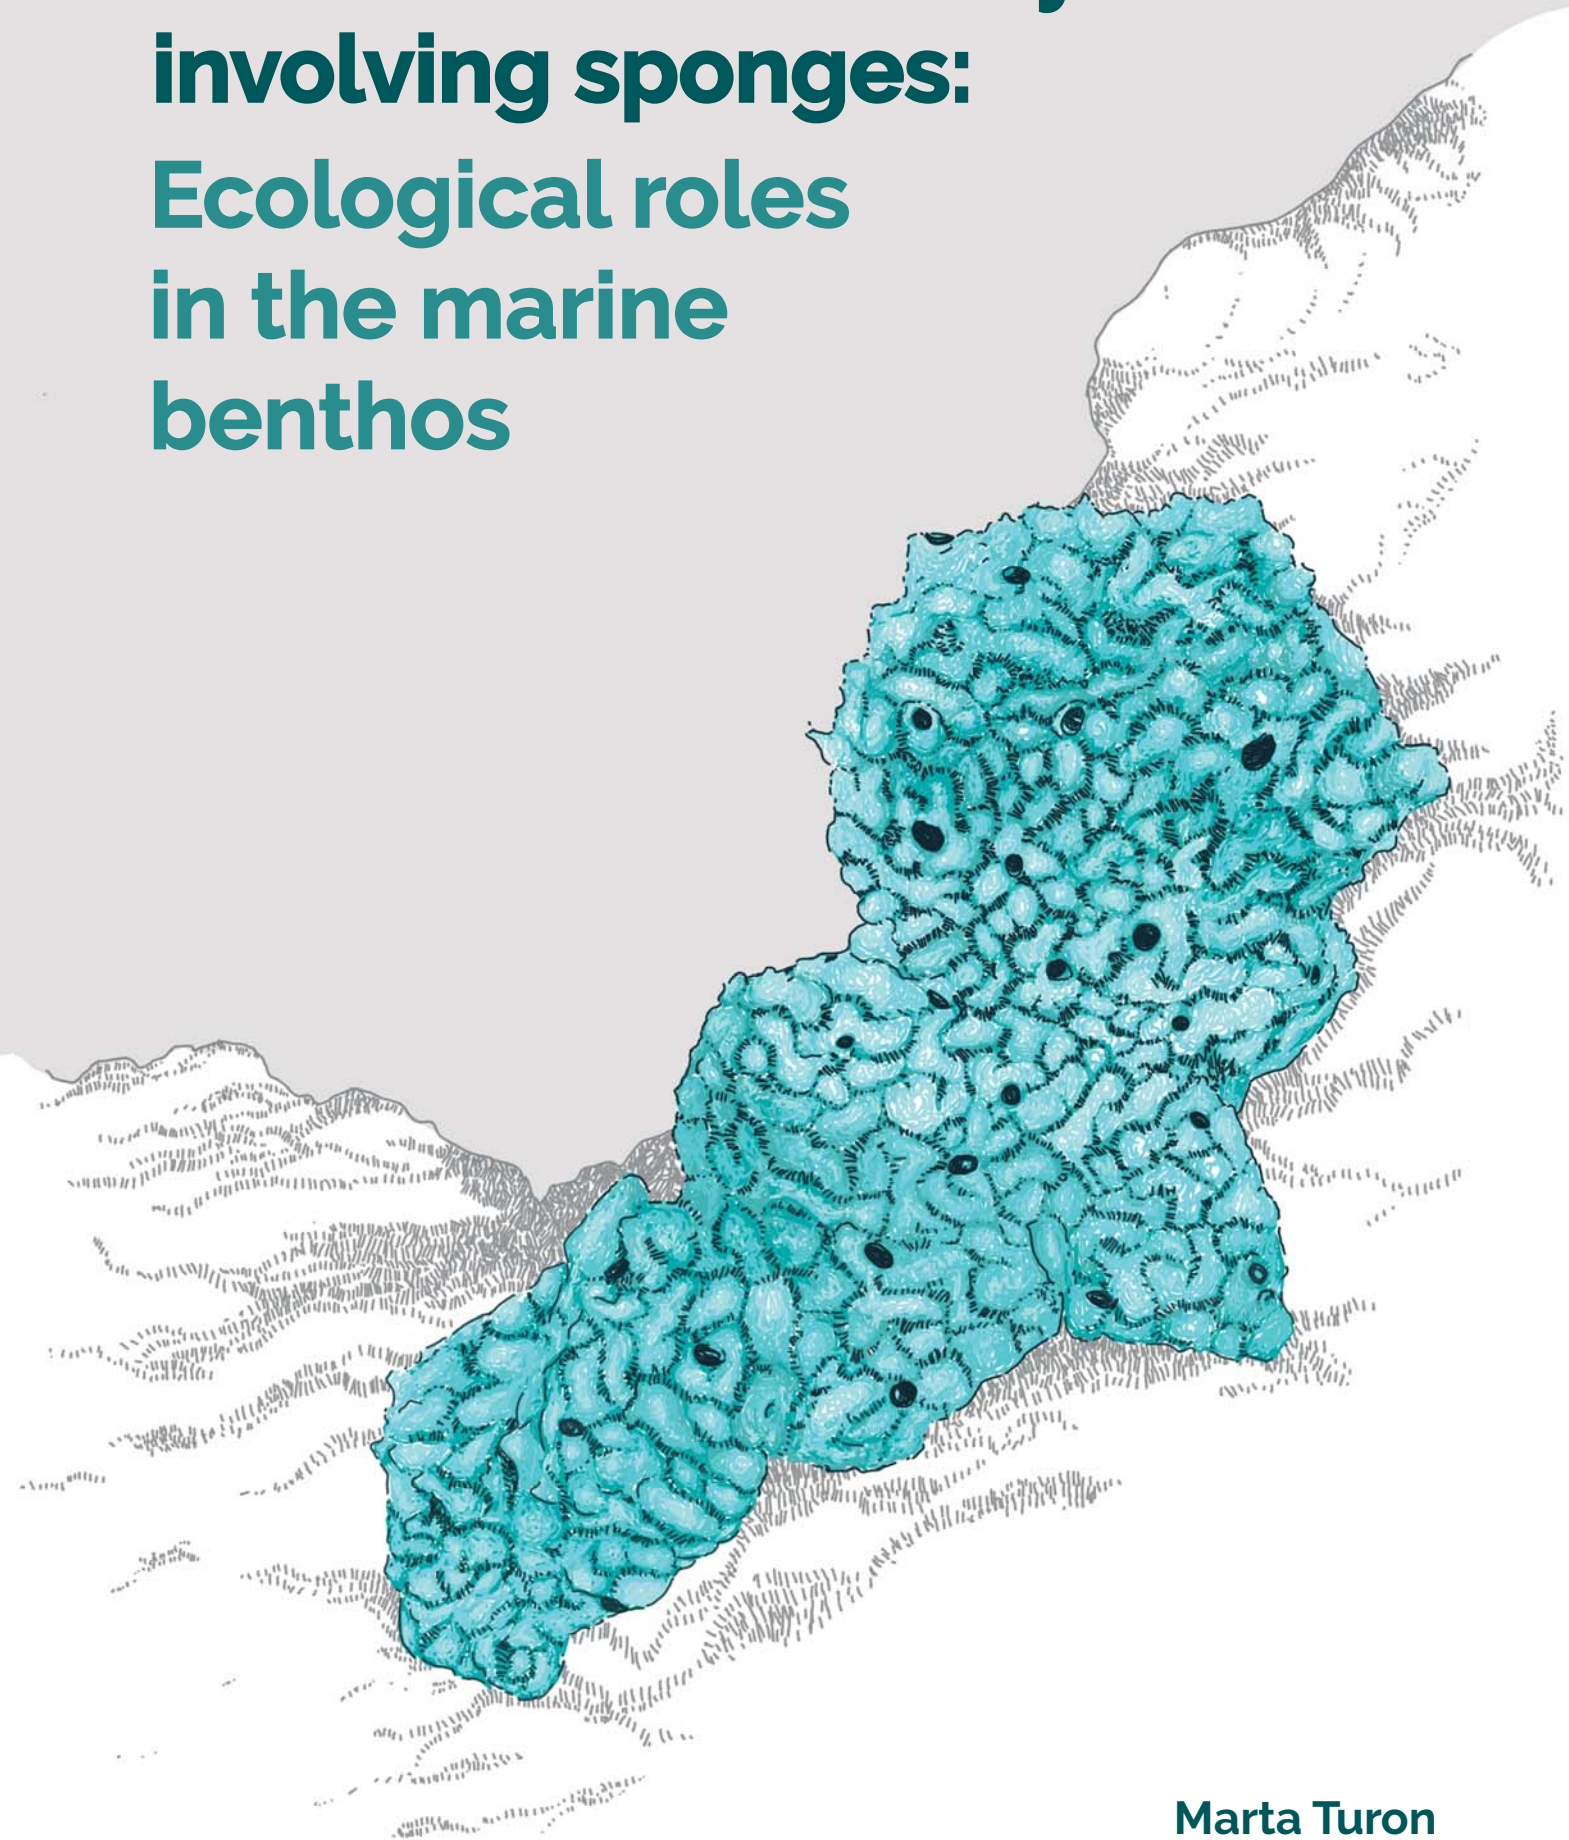 involving sponges:
Ecological roles
in the marine
benthos
Marta Turon